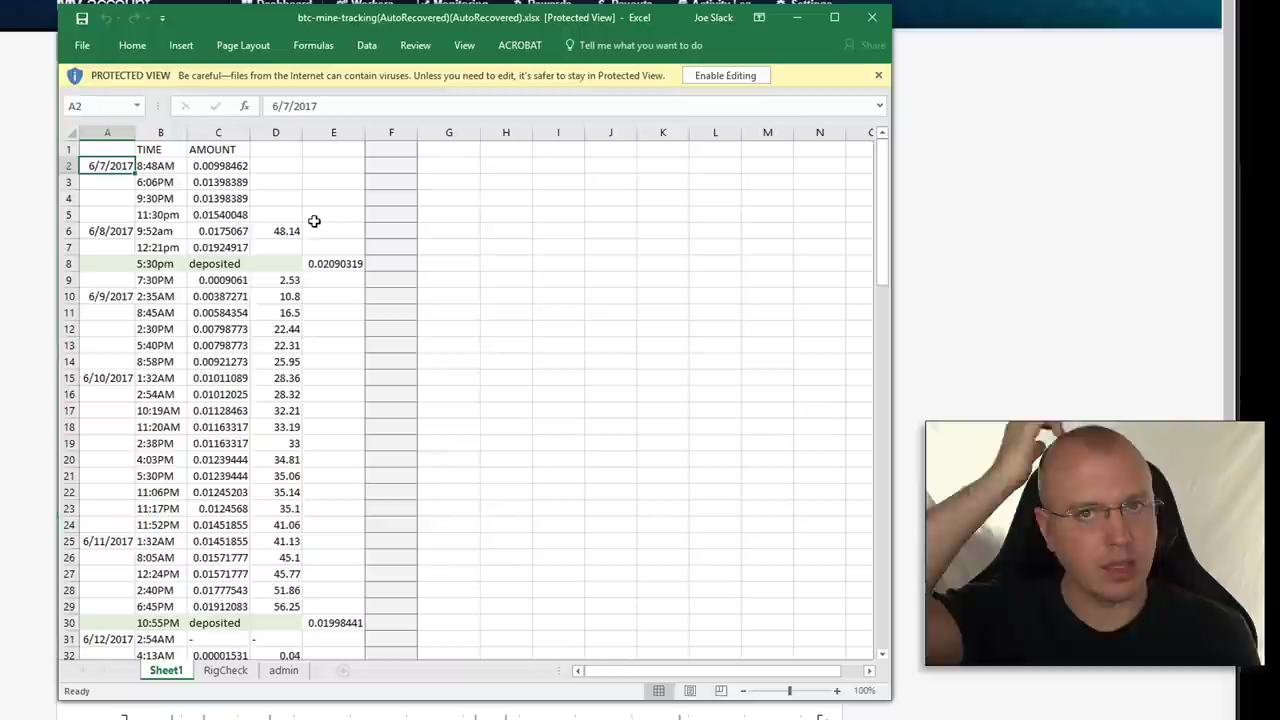 btc-mine-tracking(AutoRecovered)(AutoRecovered).xlsx [Protected View] - Excel
Joe Slack
File Home Insert Page Layout Formulas Data Review View ACROBAT Tell me what you want to do Share
PROTECTED VIEW Be careful—files from the Internet can contain viruses. Unless you need to edit, it's safer to stay in Protected View. Enable Editing
A2 fx 6/7/2017
A B C D E F G H I J K L M N
1 TIME AMOUNT
2 6/7/2017 8:48AM 0.00998462
3 6:06PM 0.01398389
4 9:30PM 0.01398389
5 11:30pm 0.01540048
6 6/8/2017 9:52am 0.0175067 48.14
7 12:21pm 0.01924917
8 5:30pm deposited 0.02090319
9 7:30PM 0.0009061 2.53
10 6/9/2017 2:35AM 0.00387271 10.8
11 8:45AM 0.00584354 16.5
12 2:30PM 0.00798773 22.44
13 5:40PM 0.00798773 22.31
14 8:58PM 0.00921273 25.95
15 6/10/2017 1:32AM 0.01011089 28.36
16 2:54AM 0.01012025 28.32
17 10:19AM 0.01128463 32.21
18 11:20AM 0.01163317 33.19
19 2:38PM 0.01163317 33
20 4:03PM 0.01239444 34.81
21 5:30PM 0.01239444 35.06
22 11:06PM 0.01245203 35.14
23 11:17PM 0.0124568 35.1
24 11:52PM 0.01451855 41.06
25 6/11/2017 1:32AM 0.01451855 41.13
26 8:05AM 0.01571777 45.1
27 12:24PM 0.01571777 45.77
28 2:40PM 0.01777543 51.86
29 6:45PM 0.01912083 56.25
30 10:55PM deposited 0.01998441
31 6/12/2017 2:54AM - -
32 4:13AM 0.00001531 0.04
Sheet1 RigCheck admin
Ready 100%